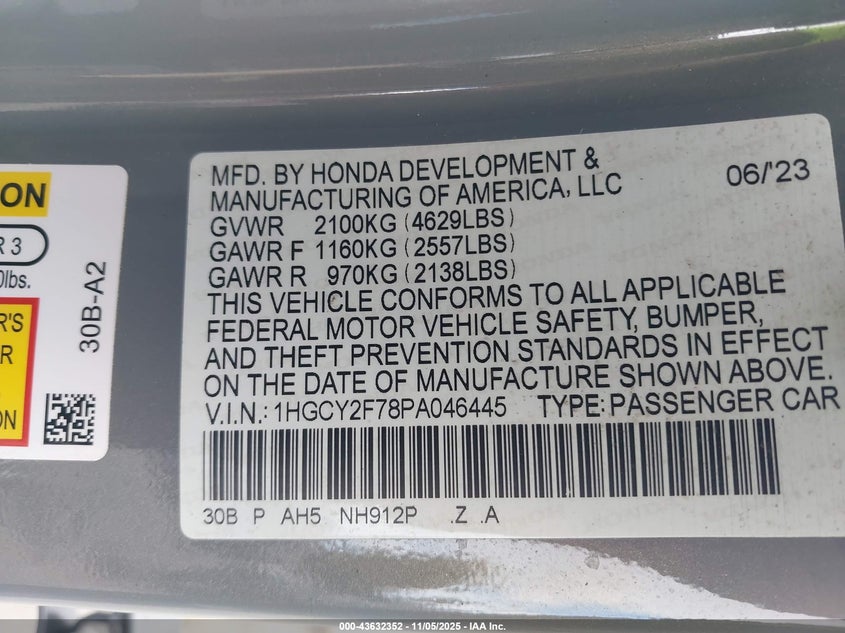 ON
R 3
0lbs.
R'S
R
ON
30B-A2
MFD. BY HONDA DEVELOPMENT &
MANUFACTURING OF AMERICA, LLC 06/'23
GVWR 2100KG (4629LBS)
GAWR F 1160KG (2557LBS)
GAWR R 970KG (2138LBS)
THIS VEHICLE CONFORMS TO ALL APPLICABLE
FEDERAL MOTOR VEHICLE SAFETY, BUMPER,
AND THEFT PREVENTION STANDARDS IN EFFECT
ON THE DATE OF MANUFACTURE SHOWN ABOVE.
V.I.N.: 1HGCY2F78PA046445 TYPE: PASSENGER CAR
30B P AH5 NH912P .Z .A
000-43632352 - 11/05/2025 - IAA Inc.